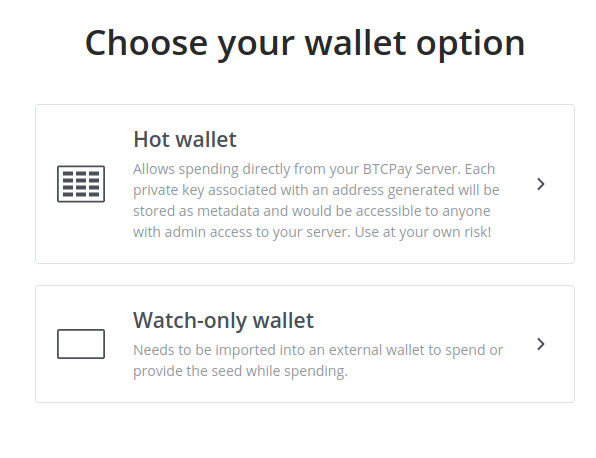 Choose your wallet option
Hot wallet
Allows spending directly from your BTCPay Server. Each
private key associated with an address generated will be
stored as metadata and would be accessible to anyone
with admin access to your server. Use at your own risk!
Watch-only wallet
Needs to be imported into an external wallet to spend or
provide the seed while spending.